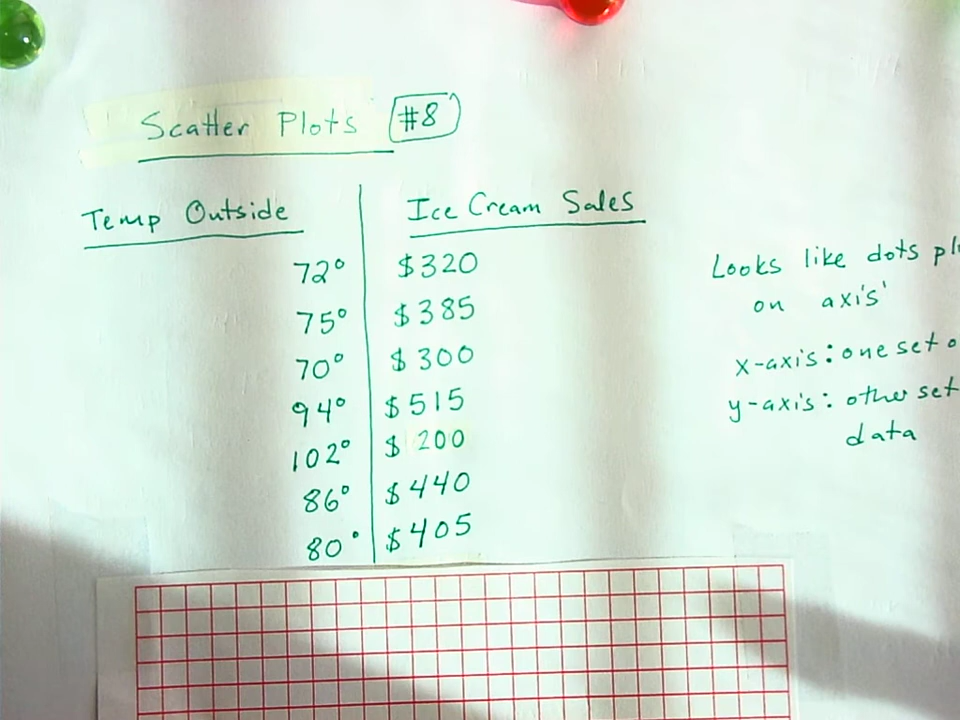 Scatter Plots #8
Temp Outside Ice Cream Sales
72° $320
75° $385
70° $300
94° $515
102° $200
86° $440
80° $405
Looks like dots
on axis'
x-axis: one set
y-axis: other set
data